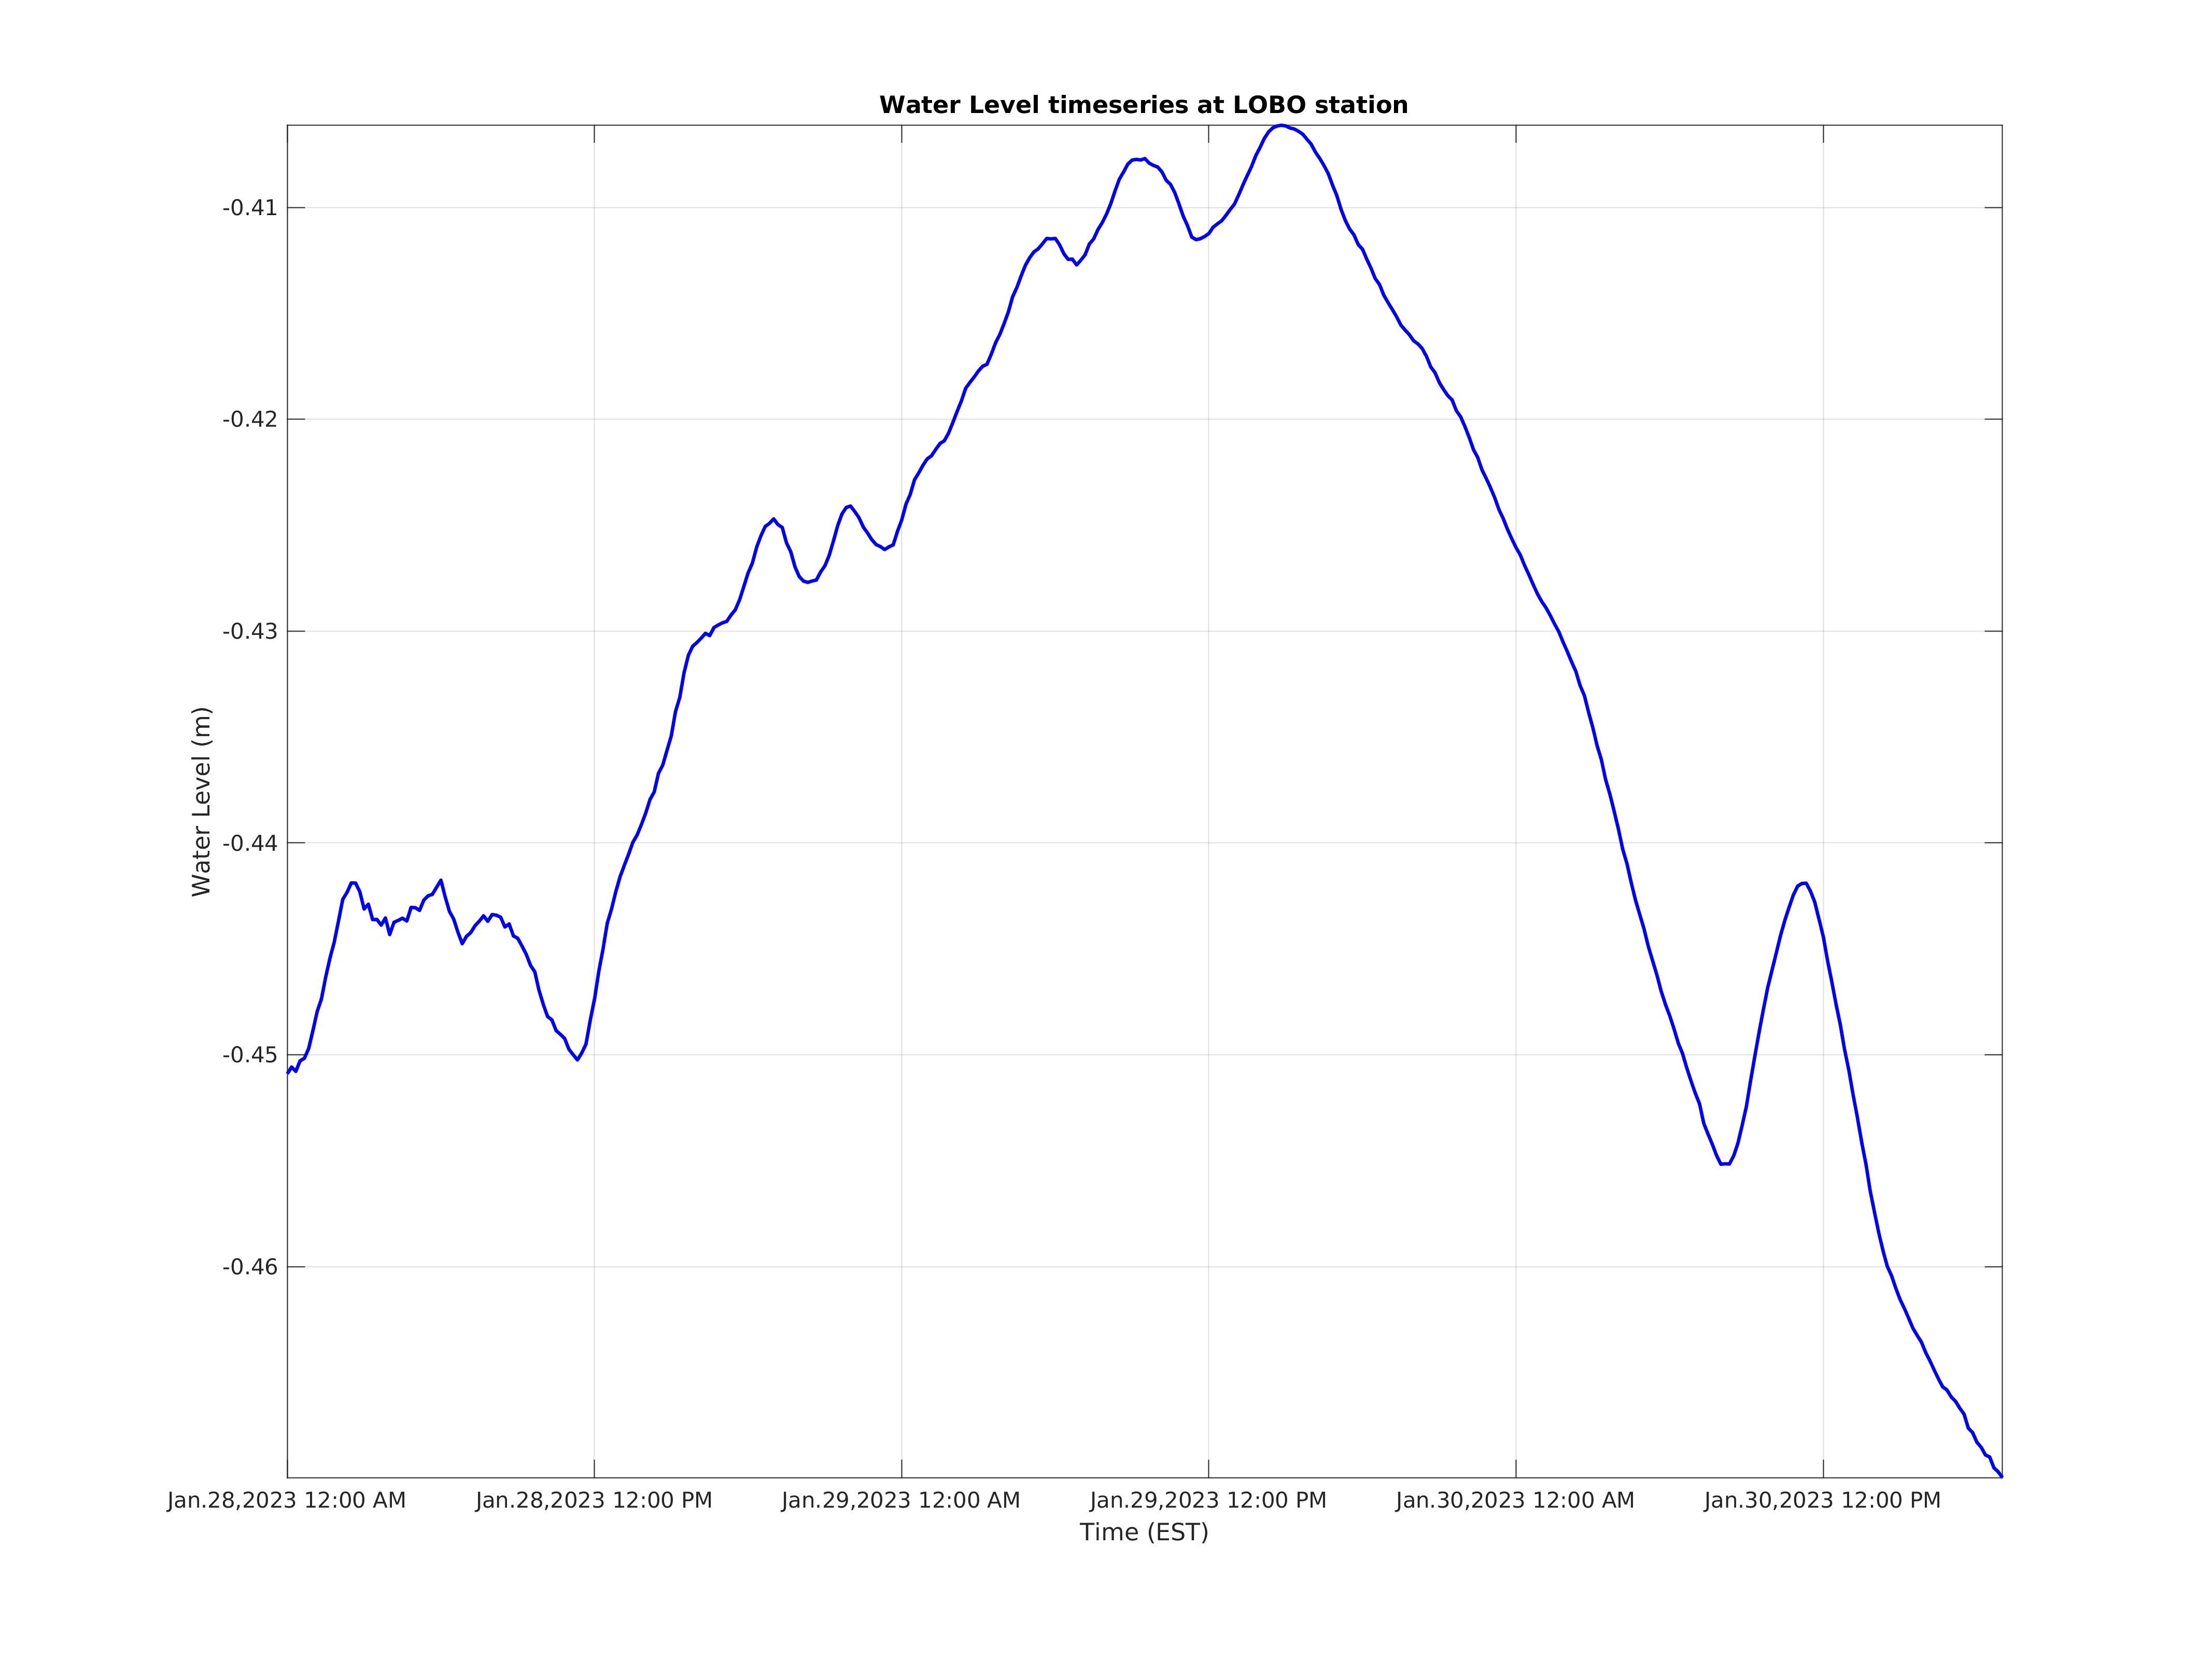 Water Level timeseries at LOBO station
-0.41
-0.42
-0.43
-0.44
-0.45
-0.46
Water Level (m)
Jan.28,2023 12:00 AM
Jan.28,2023 12:00 PM
Jan.29,2023 12:00 AM
Jan.29,2023 12:00 PM
Jan.30,2023 12:00 AM
Jan.30,2023 12:00 PM
Time (EST)